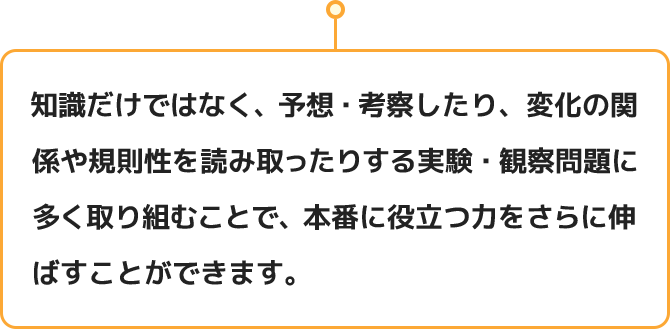 知識だけではなく、予想・考察したり、変化の関
係や規則性を読み取ったりする実験・観察問題に
多く取り組むことで、本番に役立つ力をさらに伸
ばすことができます。